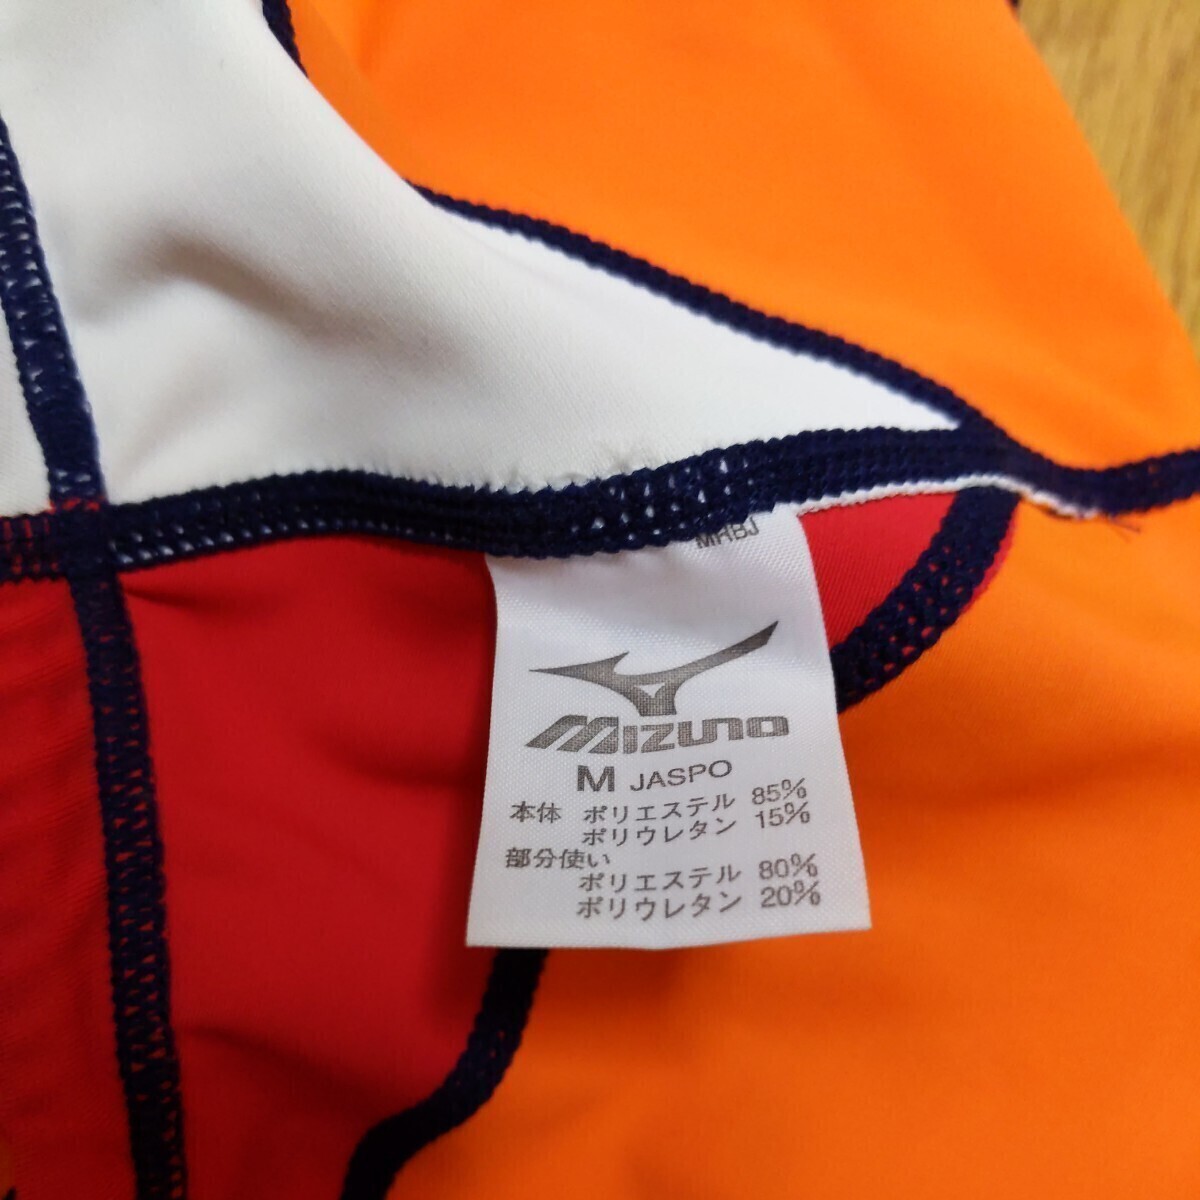 MRBJ
MIZUNO
M JASPO
本体 ポリエステル 85%
ポリウレタン 15%
部分使い
ポリエステル 80%
ポリウレタン 20%